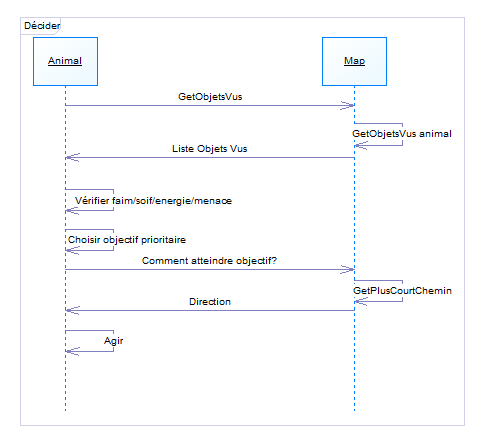 Décider
Animal
Map
GetObjetsVus
GetObjetsVus animal
Liste Objets Vus
Vérifier faim/soif/energie/menace
Choisir objectif prioritaire
Comment atteindre objectif?
GetPlusCourtChemin
Direction
Agir